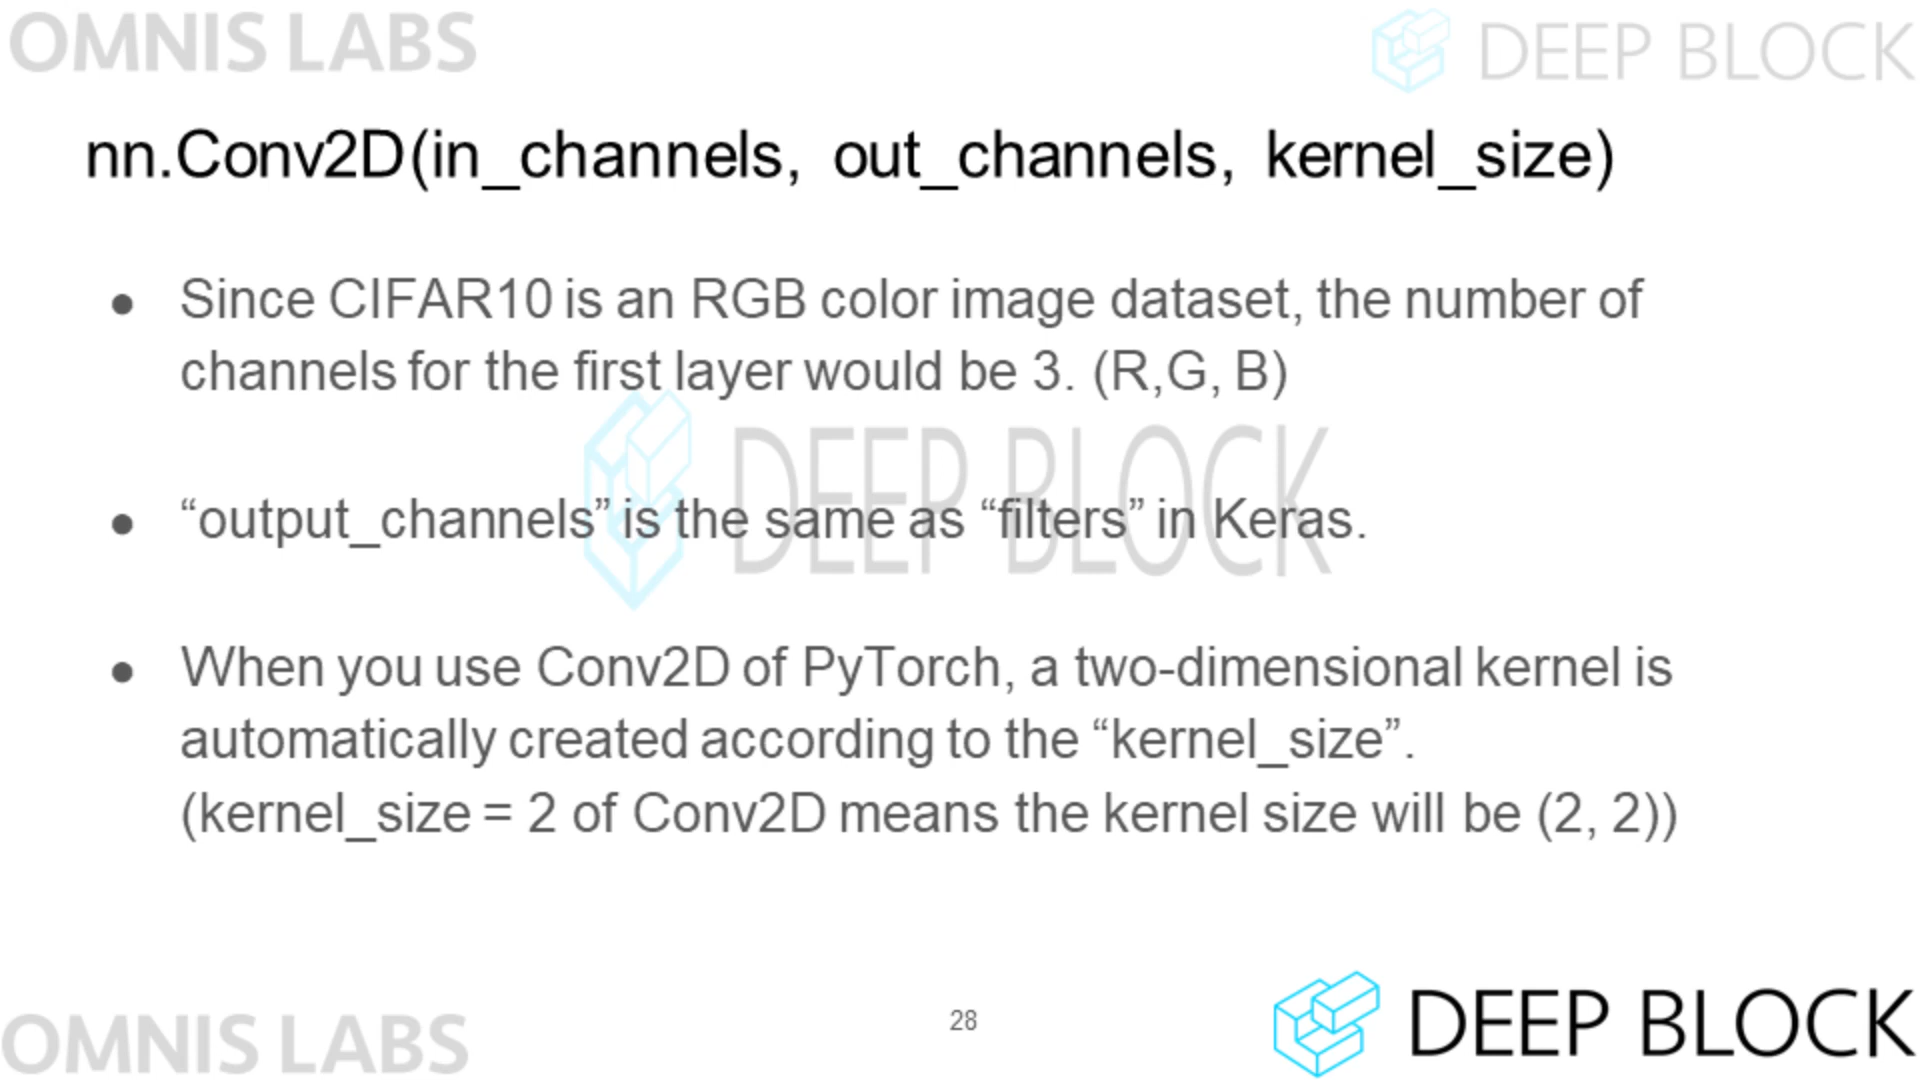 OMNIS LABS
DEEP BLOCK
nn.Conv2D(in_channels, out_channels, kernel_size)
● Since CIFAR10 is an RGB color image dataset, the number of
channels for the first layer would be 3. (R,G, B)
DEEP BLOCK
● “output_channels” is the same as “filters” in Keras.
● When you use Conv2D of PyTorch, a two-dimensional kernel is
automatically created according to the “kernel_size”.
(kernel_size = 2 of Conv2D means the kernel size will be (2, 2))
OMNIS LABS
28
DEEP BLOCK